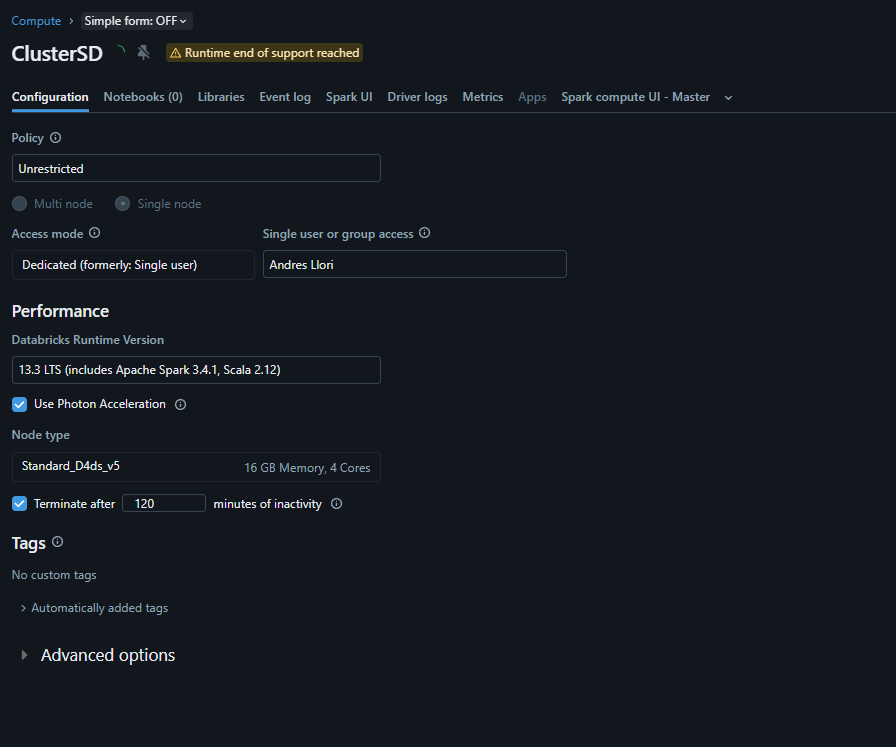 Compute > Simple form: OFF
ClusterSD Runtime end of support reached
Configuration Notebooks (0) Libraries Event log Spark UI Driver logs Metrics Apps Spark compute UI - Master
Policy
Unrestricted
Multi node Single node
Access mode Single user or group access
Dedicated (formerly: Single user) Andres Llori
Performance
Databricks Runtime Version
13.3 LTS (includes Apache Spark 3.4.1, Scala 2.12)
Use Photon Acceleration
Node type
Standard_D4ds_v5 16 GB Memory, 4 Cores
Terminate after 120 minutes of inactivity
Tags
No custom tags
> Automatically added tags
Advanced options